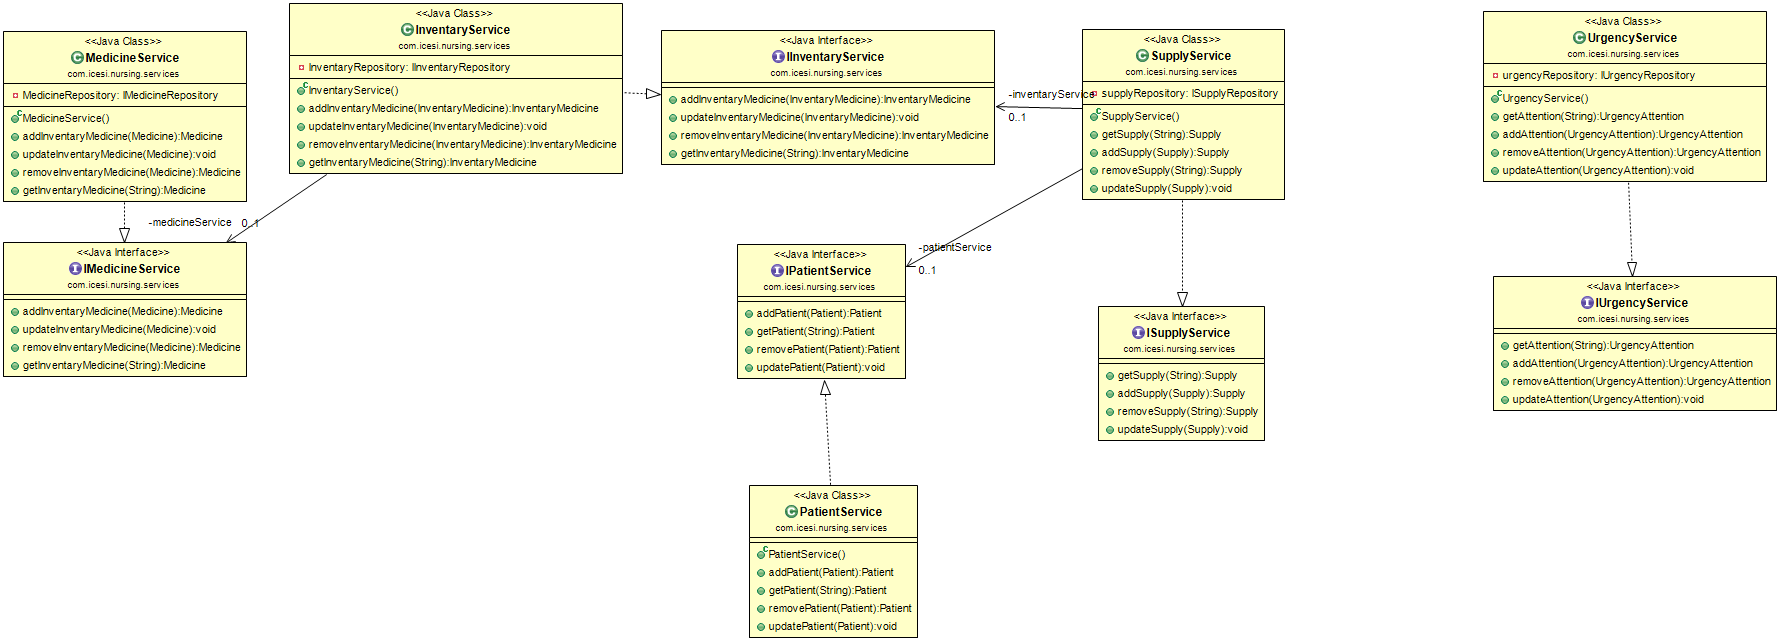 <<Java Class>>
MedicineService
com.icesi.nursing.services
MedicineRepository: IMedicineRepository
MedicineService()
addInventaryMedicine(Medicine):Medicine
updateInventaryMedicine(Medicine):void
removeInventaryMedicine(Medicine):Medicine
getInventaryMedicine(String):Medicine
<<Java Class>>
InventaryService
com.icesi.nursing.services
InventaryRepository: IInventaryRepository
InventaryService()
addInventaryMedicine(InventaryMedicine):InventaryMedicine
updateInventaryMedicine(InventaryMedicine):void
removeInventaryMedicine(InventaryMedicine):InventaryMedicine
getInventaryMedicine(String):InventaryMedicine
<<Java Interface>>
IInventaryService
com.icesi.nursing.services
addInventaryMedicine(InventaryMedicine):InventaryMedicine
updateInventaryMedicine(InventaryMedicine):void
removeInventaryMedicine(InventaryMedicine):InventaryMedicine
getInventaryMedicine(String):InventaryMedicine
-inventaryService
0..1
<<Java Class>>
SupplyService
com.icesi.nursing.services
supplyRepository: ISupplyRepository
SupplyService()
getSupply(String):Supply
addSupply(Supply):Supply
removeSupply(String):Supply
updateSupply(Supply):void
<<Java Class>>
UrgencyService
com.icesi.nursing.services
urgencyRepository: IUrgencyRepository
UrgencyService()
getAttention(String):UrgencyAttention
addAttention(UrgencyAttention):UrgencyAttention
removeAttention(UrgencyAttention):UrgencyAttention
updateAttention(UrgencyAttention):void
-medicineService
0..1
<<Java Interface>>
IMedicineService
com.icesi.nursing.services
addInventaryMedicine(Medicine):Medicine
updateInventaryMedicine(Medicine):void
removeInventaryMedicine(Medicine):Medicine
getInventaryMedicine(String):Medicine
<<Java Interface>>
IPatientService
com.icesi.nursing.services
addPatient(Patient):Patient
getPatient(String):Patient
removePatient(Patient):Patient
updatePatient(Patient):void
-patientService
0..1
<<Java Interface>>
ISupplyService
com.icesi.nursing.services
getSupply(String):Supply
addSupply(Supply):Supply
removeSupply(String):Supply
updateSupply(Supply):void
<<Java Interface>>
IUrgencyService
com.icesi.nursing.services
getAttention(String):UrgencyAttention
addAttention(UrgencyAttention):UrgencyAttention
removeAttention(UrgencyAttention):UrgencyAttention
updateAttention(UrgencyAttention):void
<<Java Class>>
PatientService
com.icesi.nursing.services
PatientService()
addPatient(Patient):Patient
getPatient(String):Patient
removePatient(Patient):Patient
updatePatient(Patient):void